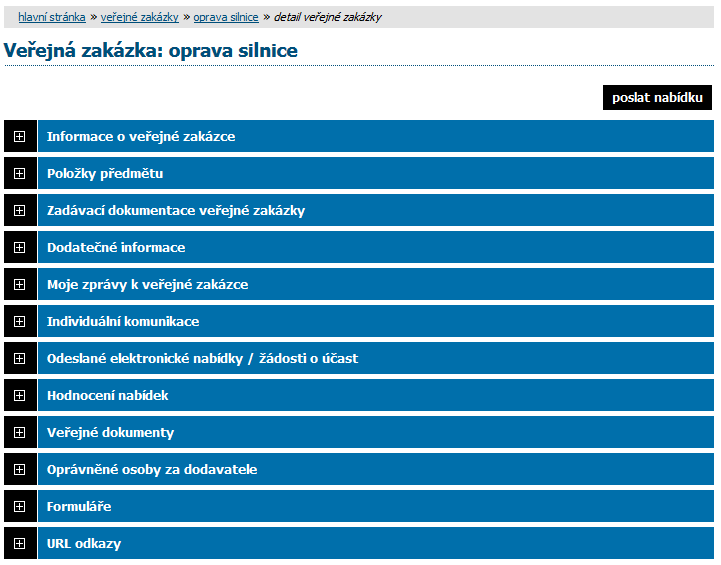 hlavní stránka » veřejné zakázky » oprava silnice » detail veřejné zakázky
Veřejná zakázka: oprava silnice
poslat nabídku
Informace o veřejné zakázce
Položky předmětu
Zadávací dokumentace veřejné zakázky
Dodatečné informace
Moje zprávy k veřejné zakázce
Individuální komunikace
Odeslané elektronické nabídky / žádosti o účast
Hodnocení nabídek
Veřejné dokumenty
Oprávněné osoby za dodavatele
Formuláře
URL odkazy